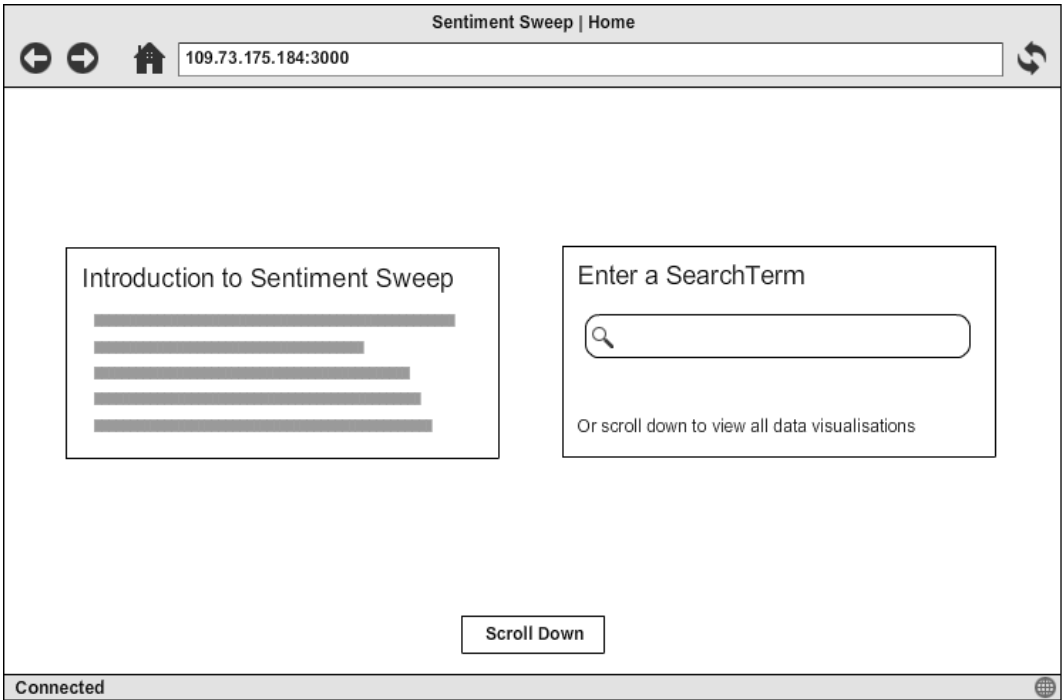 Sentiment Sweep | Home
109.73.175.184:3000
Introduction to Sentiment Sweep
Enter a SearchTerm
Or scroll down to view all data visualisations
Scroll Down
Connected